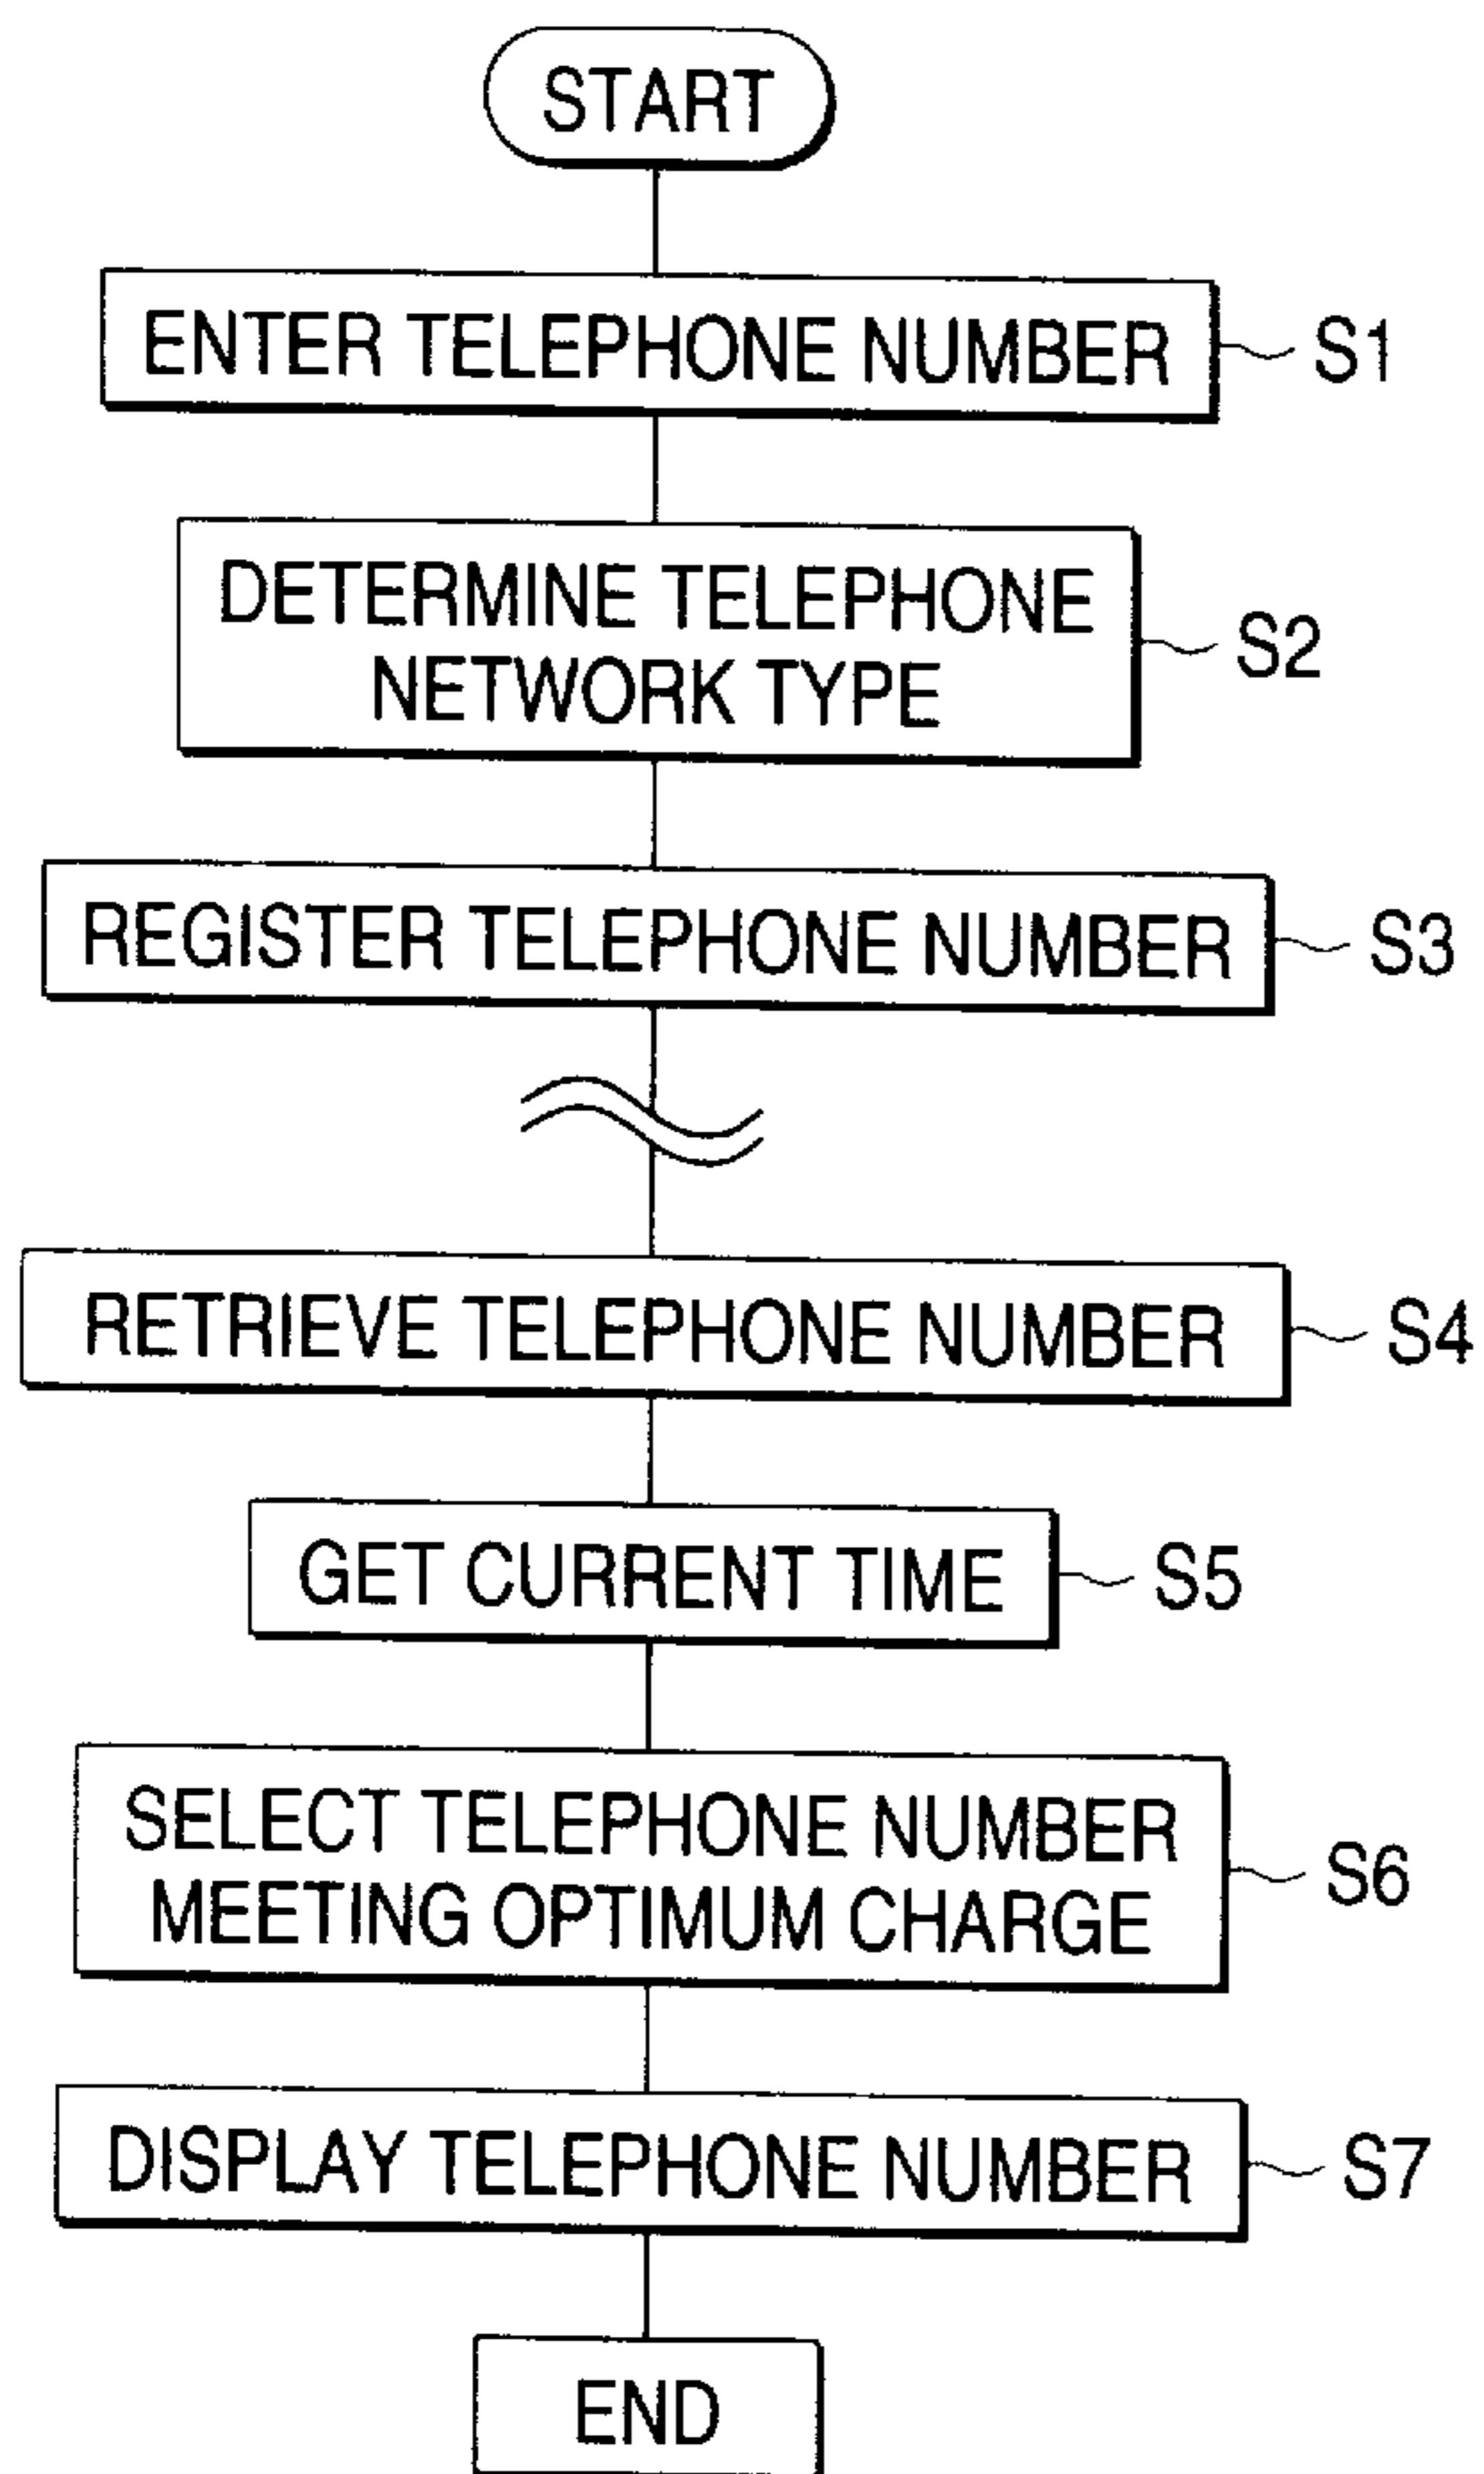 START
ENTER TELEPHONE NUMBER S1
DETERMINE TELEPHONE
NETWORK TYPE
S2
REGISTER TELEPHONE NUMBER S3
RETRIEVE TELEPHONE NUMBER S4
GET CURRENT TIME S5
SELECT TELEPHONE NUMBER
MEETING OPTIMUM CHARGE
S6
DISPLAY TELEPHONE NUMBER S7
END